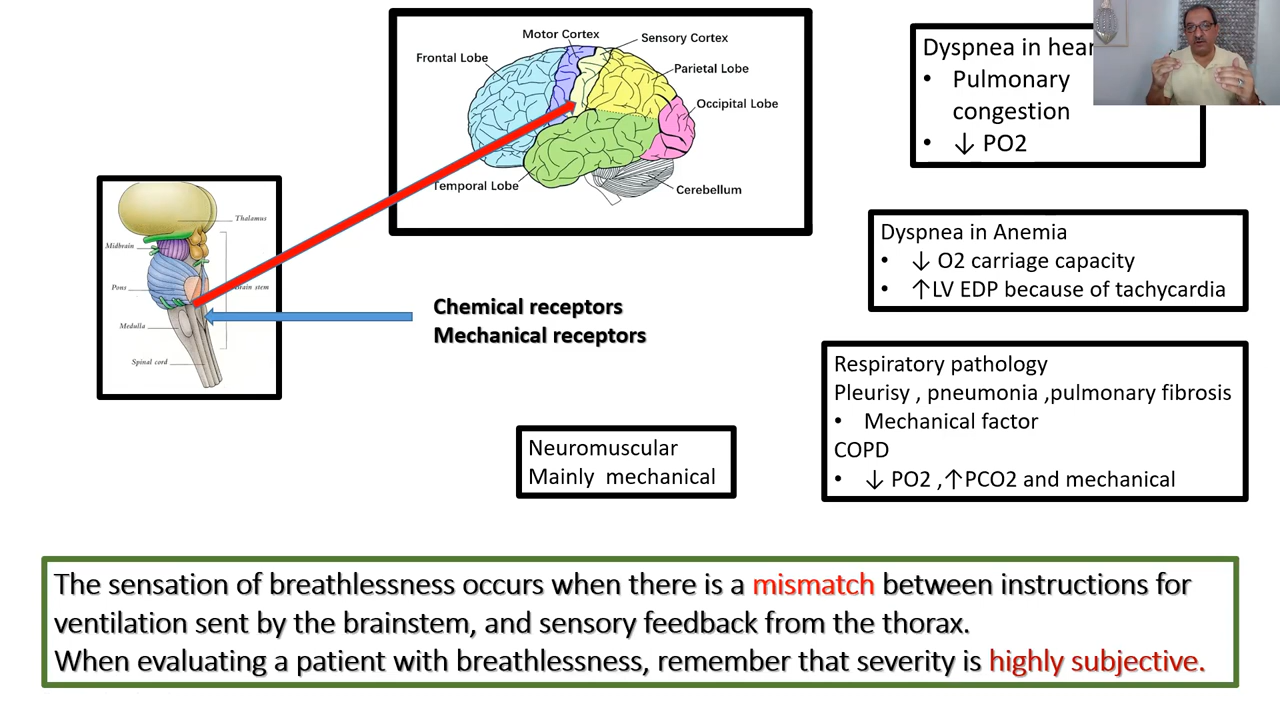 Motor Cortex
Sensory Cortex
Frontal Lobe
Parietal Lobe
Occipital Lobe
Temporal Lobe
Cerebellum
Thalamus
Midbrain
Brain stem
Pons
Medulla
Spinal cord
Chemical receptors
Mechanical receptors
Dyspnea in
• Pulmonary
congestion
• ↓ PO2
Dyspnea in Anemia
• ↓ O2 carriage capacity
• ↑LV EDP because of tachycardia
Respiratory pathology
Pleurisy , pneumonia ,pulmonary fibrosis
• Mechanical factor
COPD
• ↓ PO2 ,↑PCO2 and mechanical
Neuromuscular
Mainly mechanical
The sensation of breathlessness occurs when there is a mismatch between instructions for
ventilation sent by the brainstem, and sensory feedback from the thorax.
When evaluating a patient with breathlessness, remember that severity is highly subjective.